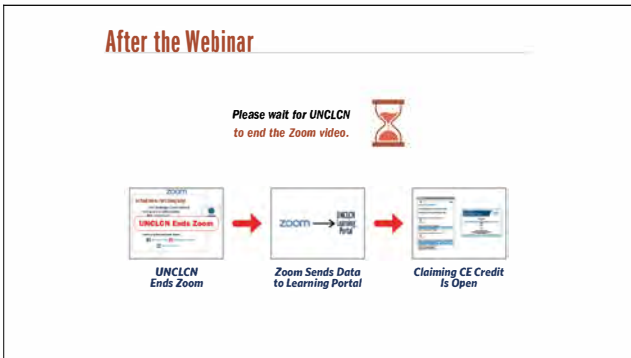 After the Webinar
Please wait for UNCLCN
to end the Zoom video.
zoom
UNCLCN Ends Zoom
zoom
UNCLCN
Learning
Portal
UNCLCN
Ends Zoom
Zoom Sends Data
to Learning Portal
Claiming CE Credit
Is Open